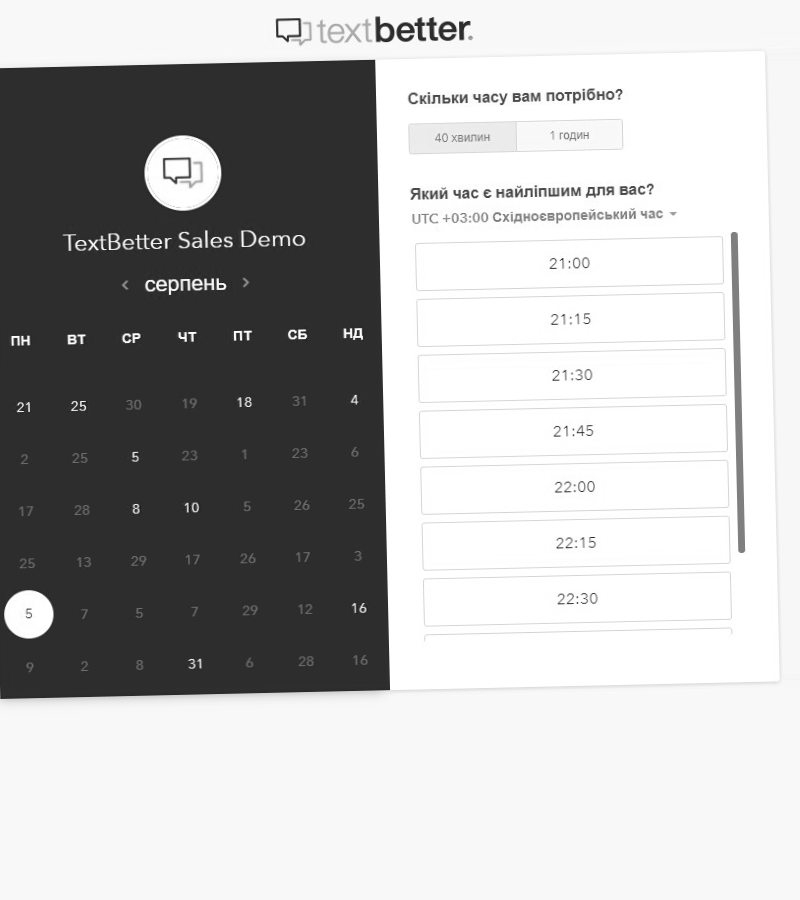 textbetter.
TextBetter Sales Demo
‹ серпень ›
ПН ВТ СР ЧТ ПТ СБ НД
21 25 30 19 18 31 4
2 25 5 23 1 23 6
17 28 8 10 5 26 25
25 13 29 17 26 17 3
5 7 5 7 29 12 16
9 2 8 31 6 28 16
Скільки часу вам потрібно?
40 хвилин 1 годин
Який час є найліпшим для вас?
UTC +03:00 Східноєвропейський час
21:00
21:15
21:30
21:45
22:00
22:15
22:30